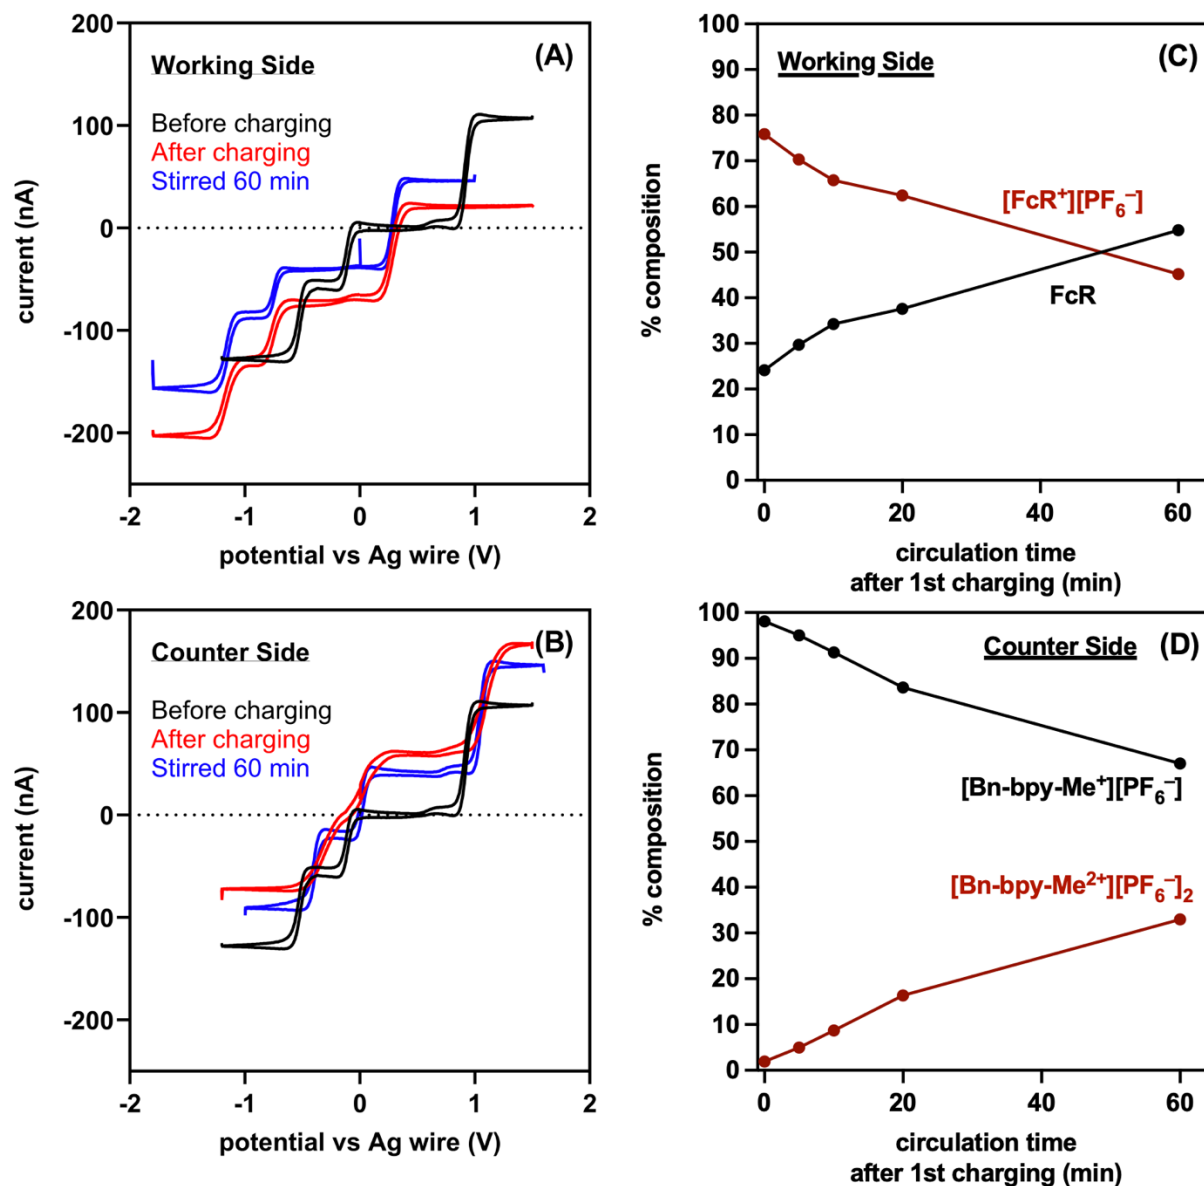 (A)
Working Side
Before charging
After charging
Stirred 60 min
current (nA)
200
100
0
-100
-200
-2
-1
0
1
2
potential vs Ag wire (V)
(C)
Working Side
[FcR⁺][PF₆⁻]
FcR
% composition
100
90
80
70
60
50
40
30
20
10
0
0
20
40
60
circulation time
after 1st charging (min)
(B)
Counter Side
Before charging
After charging
Stirred 60 min
current (nA)
200
100
0
-100
-200
-2
-1
0
1
2
potential vs Ag wire (V)
(D)
Counter Side
[Bn-bpy-Me⁺][PF₆⁻]
[Bn-bpy-Me²⁺][PF₆⁻]₂
% composition
100
90
80
70
60
50
40
30
20
10
0
0
20
40
60
circulation time
after 1st charging (min)